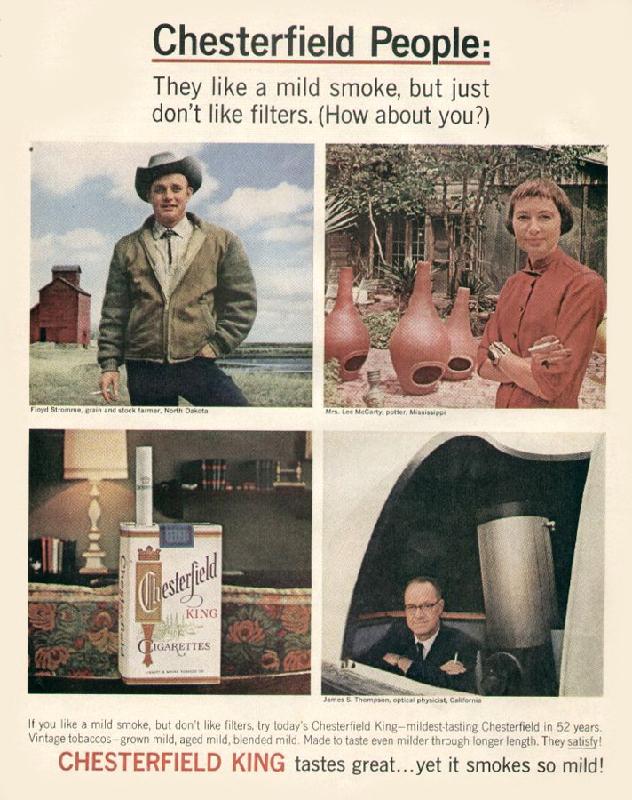 Chesterfield People:
They like a mild smoke, but just
don't like filters. (How about you?)
Floyd Stromme, grain and stock farmer, North Dakota
Mrs. Lee McCarty, potter, Mississippi
Chesterfield
KING
CIGARETTES
James S. Thompson, optical physicist, California
If you like a mild smoke, but don't like filters, try today's Chesterfield King—mildest-tasting Chesterfield in 52 years.
Vintage tobaccos—grown mild, aged mild, blended mild. Made to taste even milder through longer length. They satisfy!
CHESTERFIELD KING tastes great...yet it smokes so mild!